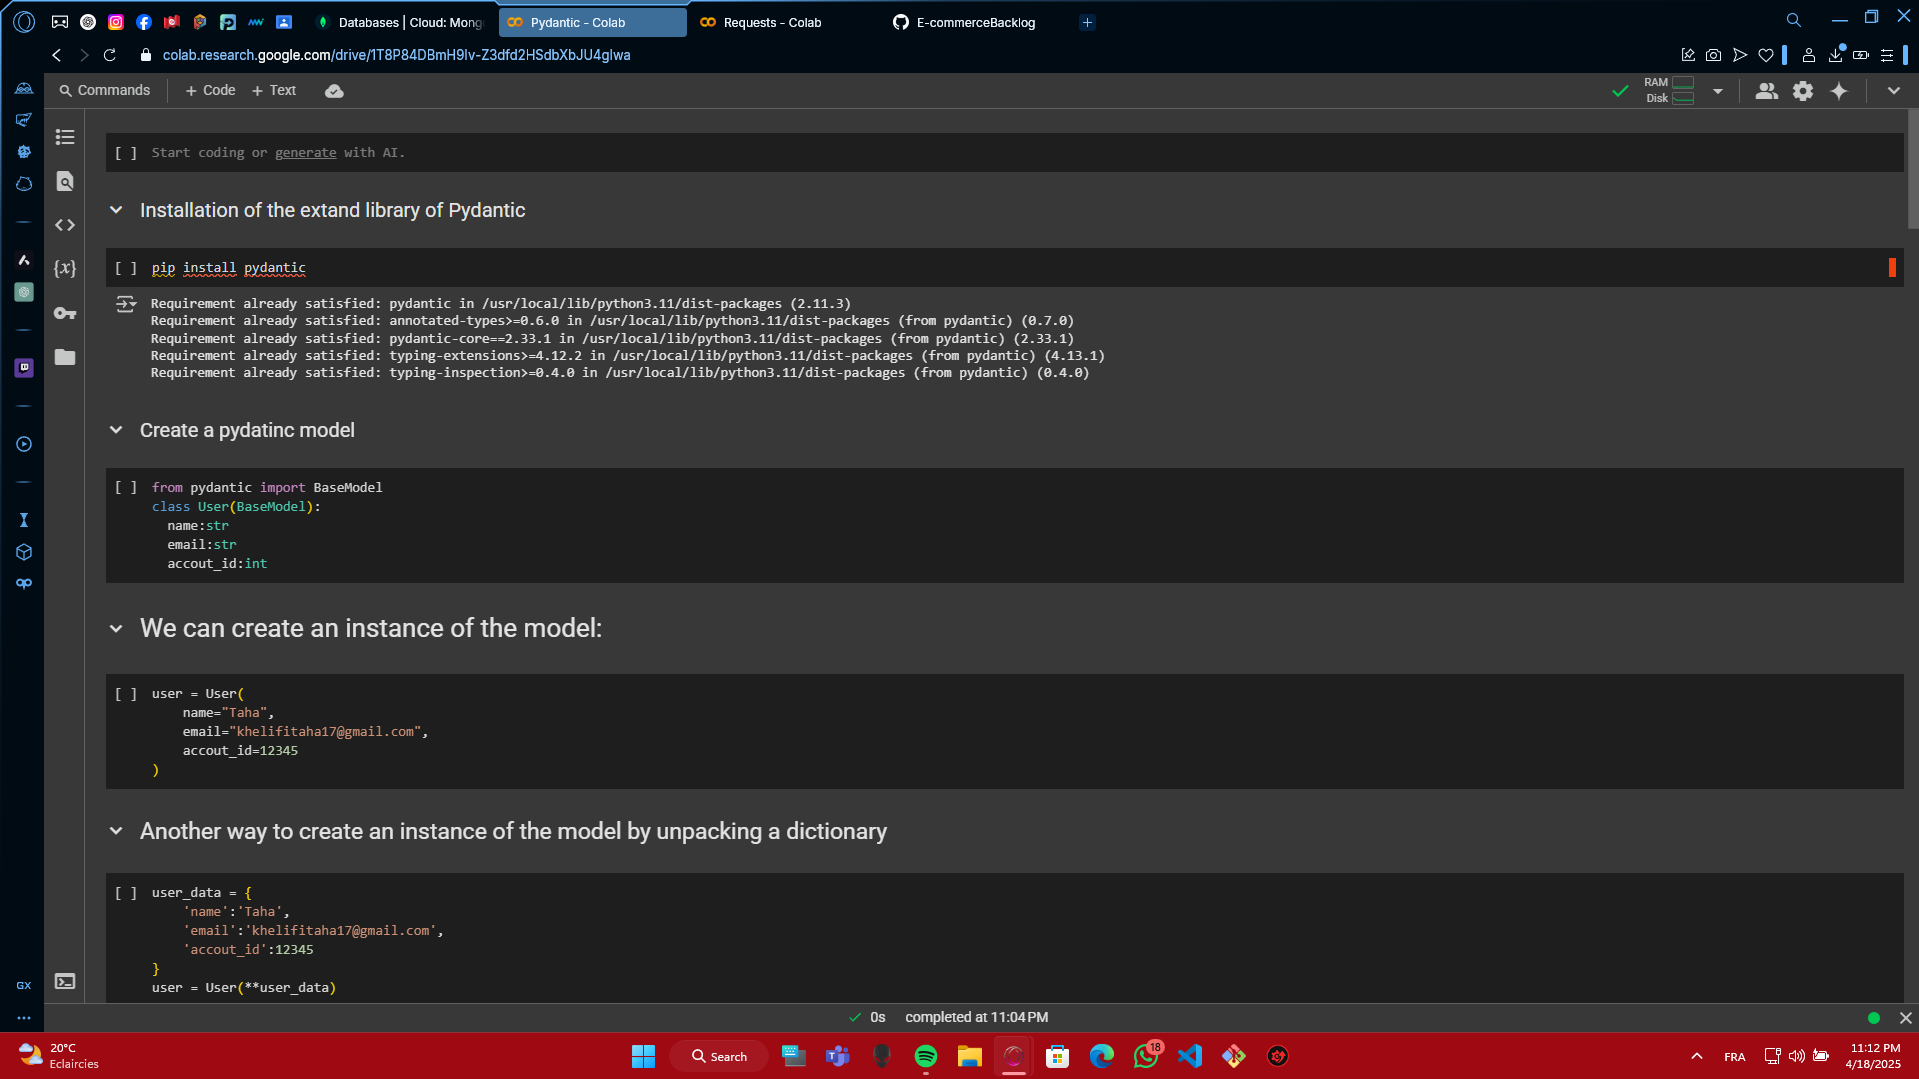 Databases | Cloud: Mong
Pydantic - Colab
Requests - Colab
E-commerceBacklog
colab.research.google.com/drive/1T8P84DBmH9Iv-Z3dfd2HSdbXbJU4glwa
Commands
+ Code
+ Text
RAM
Disk
[ ] Start coding or generate with AI.
Installation of the extand library of Pydantic
[ ] pip install pydantic
Requirement already satisfied: pydantic in /usr/local/lib/python3.11/dist-packages (2.11.3)
Requirement already satisfied: annotated-types>=0.6.0 in /usr/local/lib/python3.11/dist-packages (from pydantic) (0.7.0)
Requirement already satisfied: pydantic-core==2.33.1 in /usr/local/lib/python3.11/dist-packages (from pydantic) (2.33.1)
Requirement already satisfied: typing-extensions>=4.12.2 in /usr/local/lib/python3.11/dist-packages (from pydantic) (4.13.1)
Requirement already satisfied: typing-inspection>=0.4.0 in /usr/local/lib/python3.11/dist-packages (from pydantic) (0.4.0)
Create a pydatinc model
[ ] from pydantic import BaseModel
class User(BaseModel):
name:str
email:str
accout_id:int
We can create an instance of the model:
[ ] user = User(
name="Taha",
email="khelifitaha17@gmail.com",
accout_id=12345
)
Another way to create an instance of the model by unpacking a dictionary
[ ] user_data = {
'name':'Taha',
'email':'khelifitaha17@gmail.com',
'accout_id':12345
}
user = User(**user_data)
GX
0s completed at 11:04 PM
20°C
Eclaircies
Search
18
FRA
11:12 PM
4/18/2025